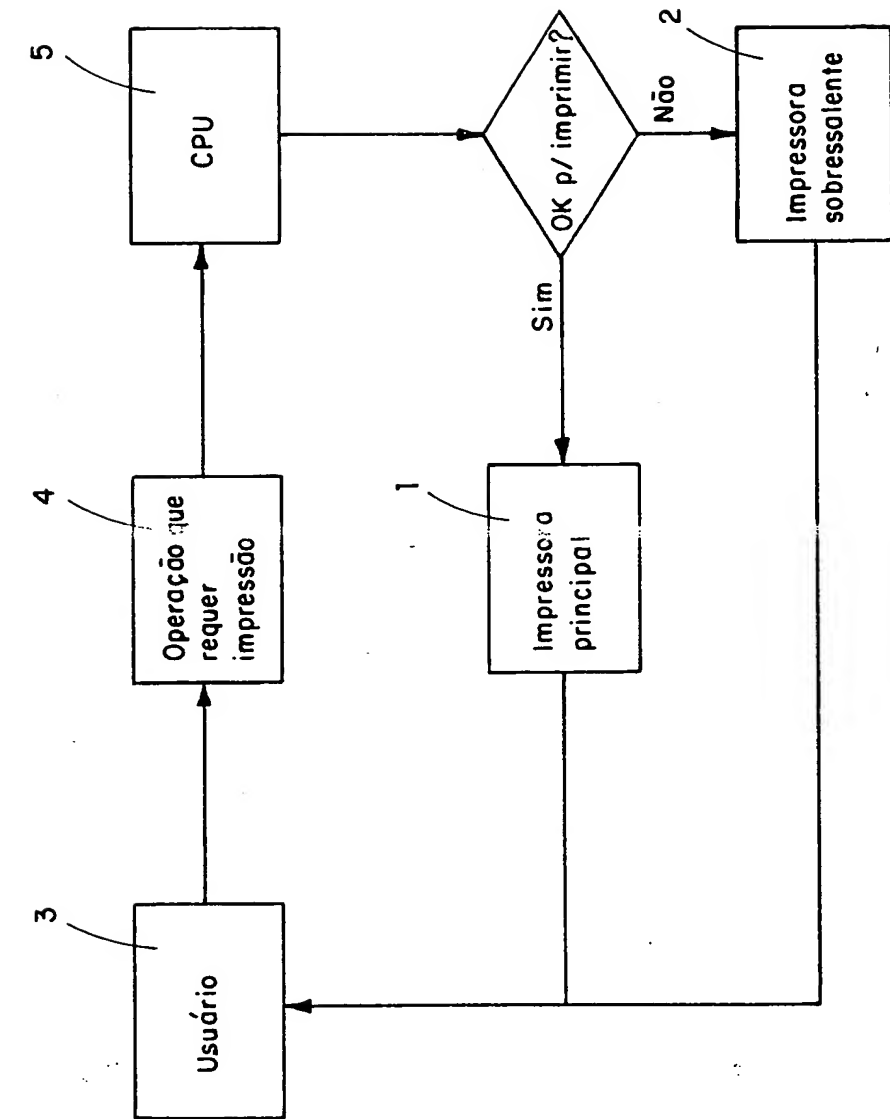 3
Usuário
4
Operação que
requer
impressão
5
CPU
OK p/ imprimir?
Sim
Não
1
Impressora
principal
2
Impressora
sobressalente